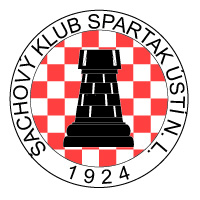 ŠACHOVÝ KLUB SPARTAK ÚSTÍ N. L.
1924